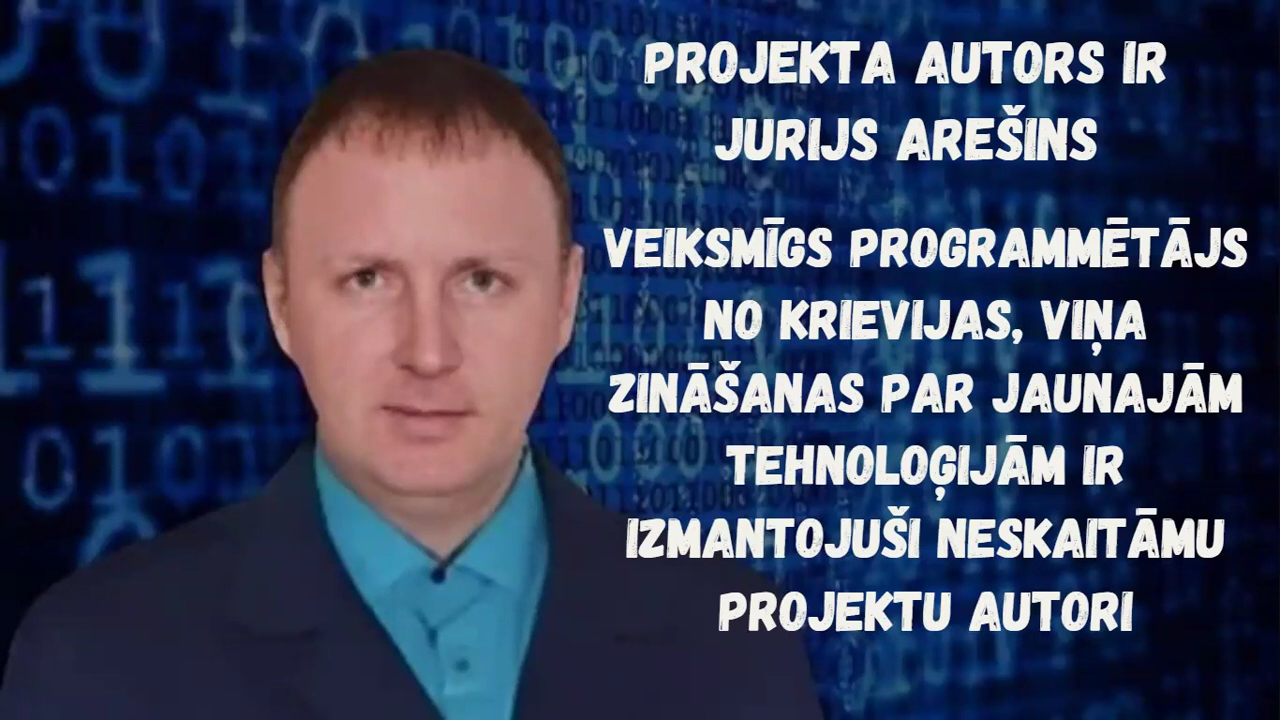 PROJEKTA AUTORS IR
JURIJS AREŠINS
VEIKSMĪGS PROGRAMMĒTĀJS
NO KRIEVIJAS, VIŅA
ZINĀŠANAS PAR JAUNAJĀM
TEHNOLOĢIJĀM IR
IZMANTOJUŠI NESKAITĀMU
PROJEKTU AUTORI